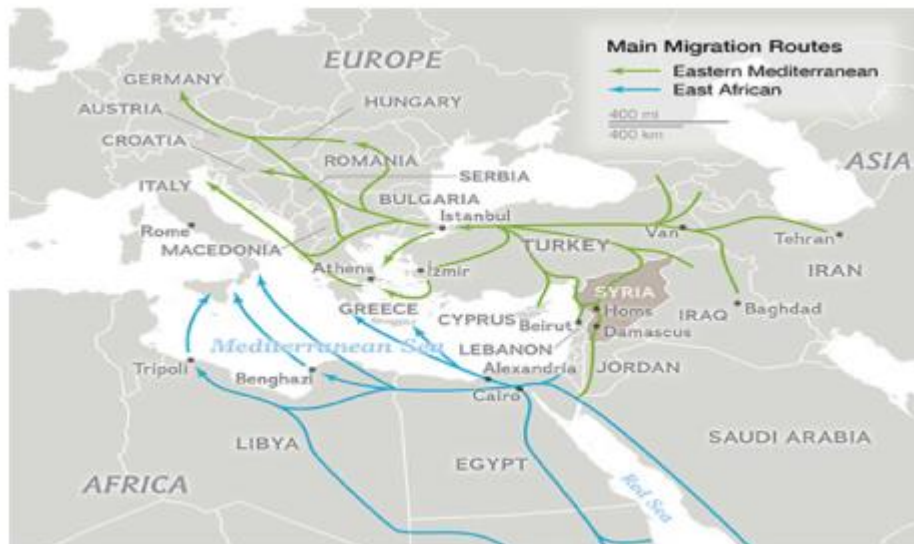 Main Migration Routes
Eastern Mediterranean
East African
400 mi
400 km
EUROPE
GERMANY
AUSTRIA
HUNGARY
CROATIA
ROMANIA
ASIA
ITALY
SERBIA
BULGARIA
Istanbul
Rome
MACEDONIA
Van
Tehran
TURKEY
Athens
İzmir
IRAN
SYRIA
GREECE
CYPRUS
Homs
IRAQ
Baghdad
Beirut
Damascus
Mediterranean Sea
LEBANON
Tripoli
Alexandria
JORDAN
Benghazi
Cairo
LIBYA
EGYPT
SAUDI ARABIA
AFRICA
Red Sea